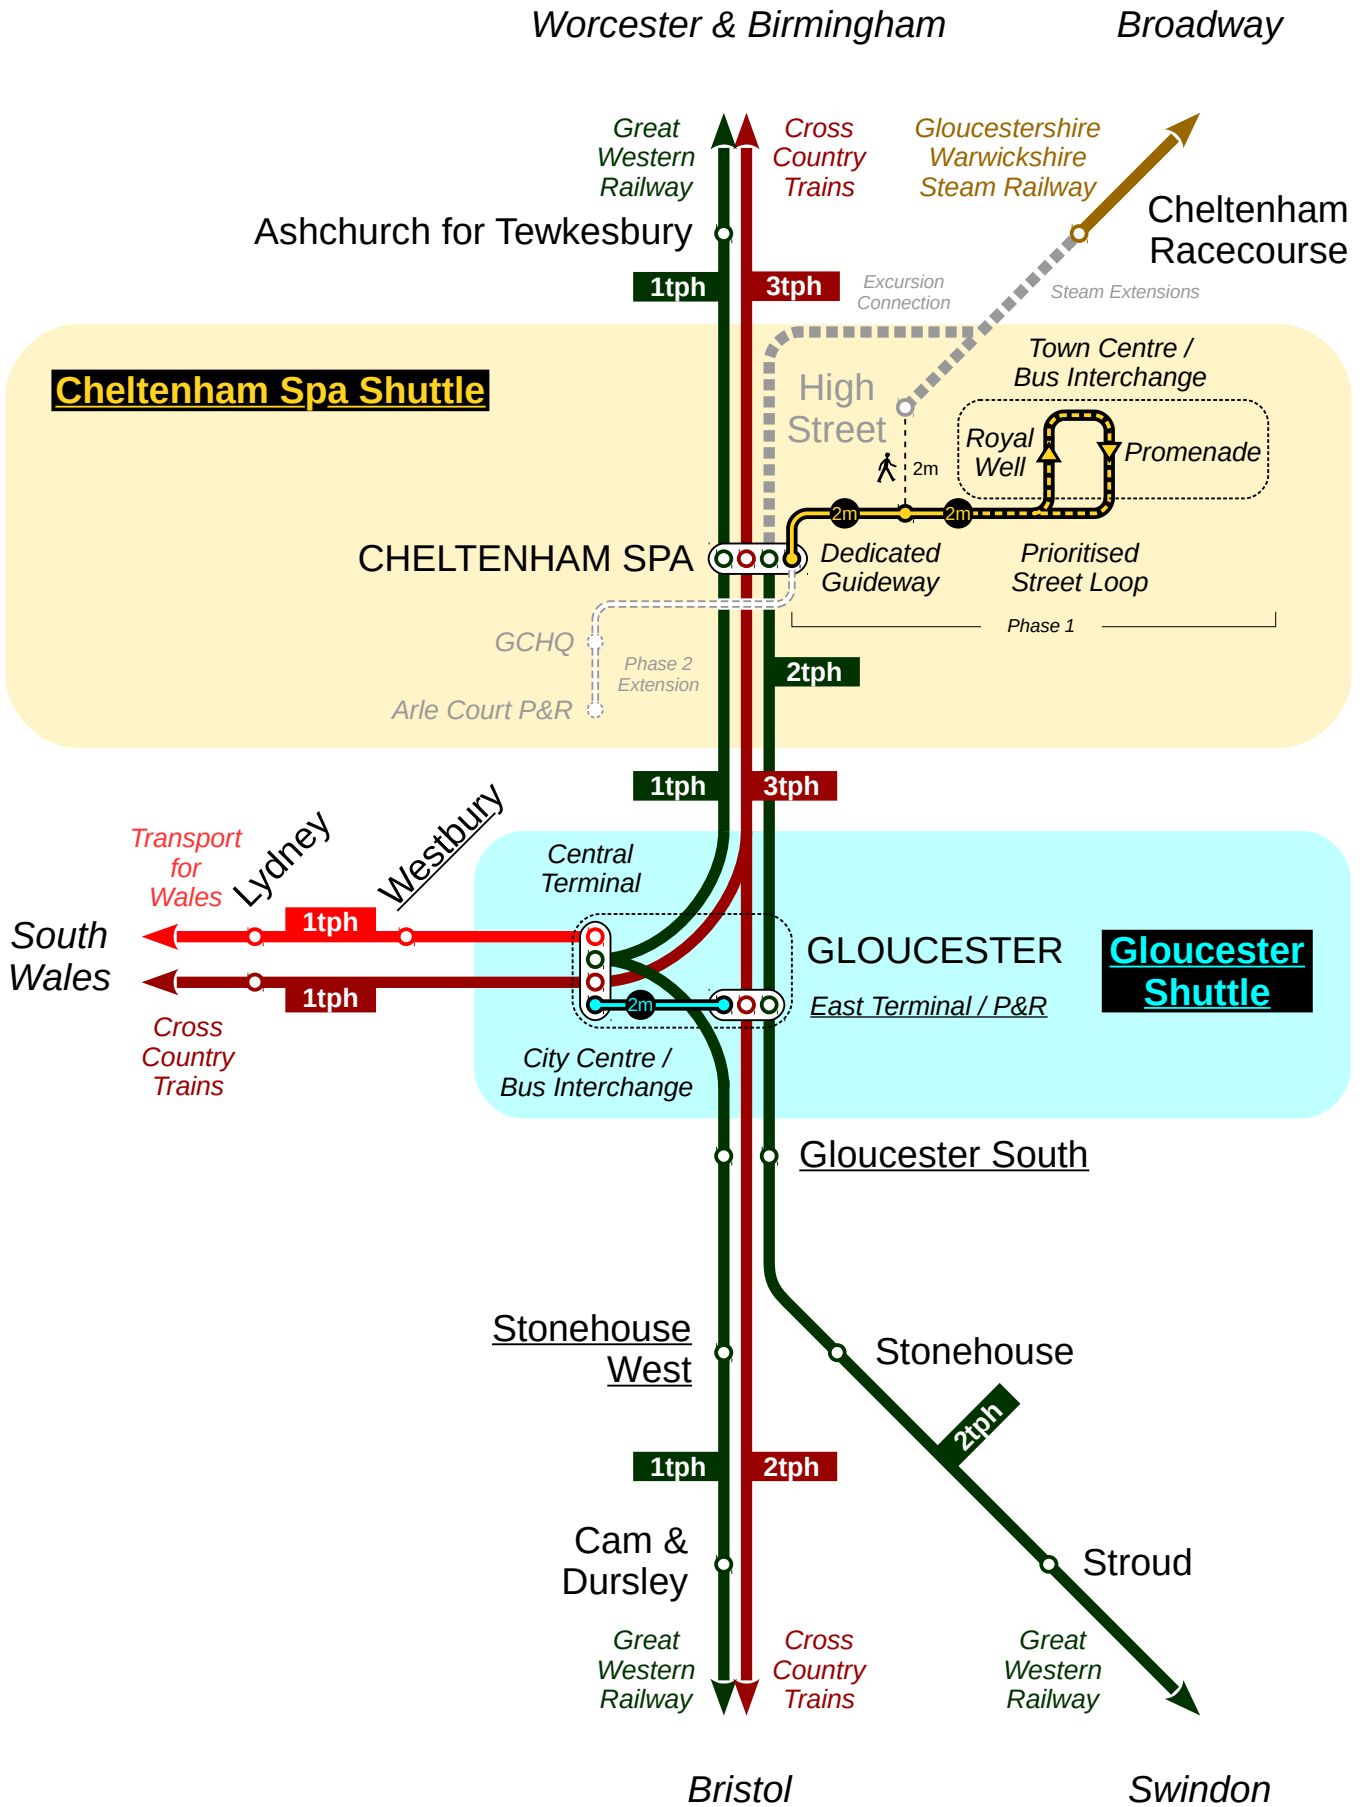 Worcester & Birmingham
Broadway
Great
Western
Railway
Cross
Country
Trains
Gloucestershire
Warwickshire
Steam Railway
Cheltenham
Racecourse
Ashchurch for Tewkesbury
1tph
3tph
Excursion
Connection
Steam Extensions
Cheltenham Spa Shuttle
High
Street
Town Centre /
Bus Interchange
Royal
Well
Promenade
2m
2m
2m
CHELTENHAM SPA
Dedicated
Guideway
Prioritised
Street Loop
Phase 1
GCHQ
Phase 2
Extension
Arle Court P&R
2tph
1tph
3tph
Transport
for
Wales
Lydney
Westbury
Central
Terminal
1tph
South
Wales
1tph
Cross
Country
Trains
GLOUCESTER
East Terminal / P&R
2m
Gloucester
Shuttle
City Centre /
Bus Interchange
Gloucester South
Stonehouse
West
Stonehouse
2tph
1tph
2tph
Cam &
Dursley
Stroud
Great
Western
Railway
Cross
Country
Trains
Great
Western
Railway
Bristol
Swindon